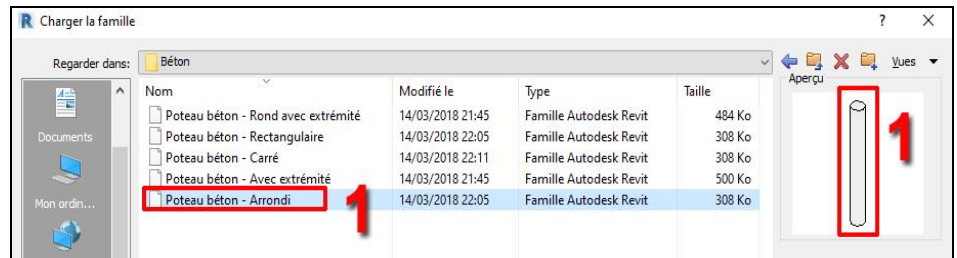 R Charger la famille ? X
Regarder dans: Béton Vues
Nom Modifié le Type Taille Aperçu
Poteau béton - Rond avec extrémité 14/03/2018 21:45 Famille Autodesk Revit 484 Ko
Poteau béton - Rectangulaire 14/03/2018 22:05 Famille Autodesk Revit 308 Ko
Poteau béton - Carré 14/03/2018 22:11 Famille Autodesk Revit 308 Ko
Poteau béton - Avec extrémité 14/03/2018 21:45 Famille Autodesk Revit 500 Ko
Poteau béton - Arrondi 14/03/2018 22:05 Famille Autodesk Revit 308 Ko
Documents
Mon ordin...
1
1